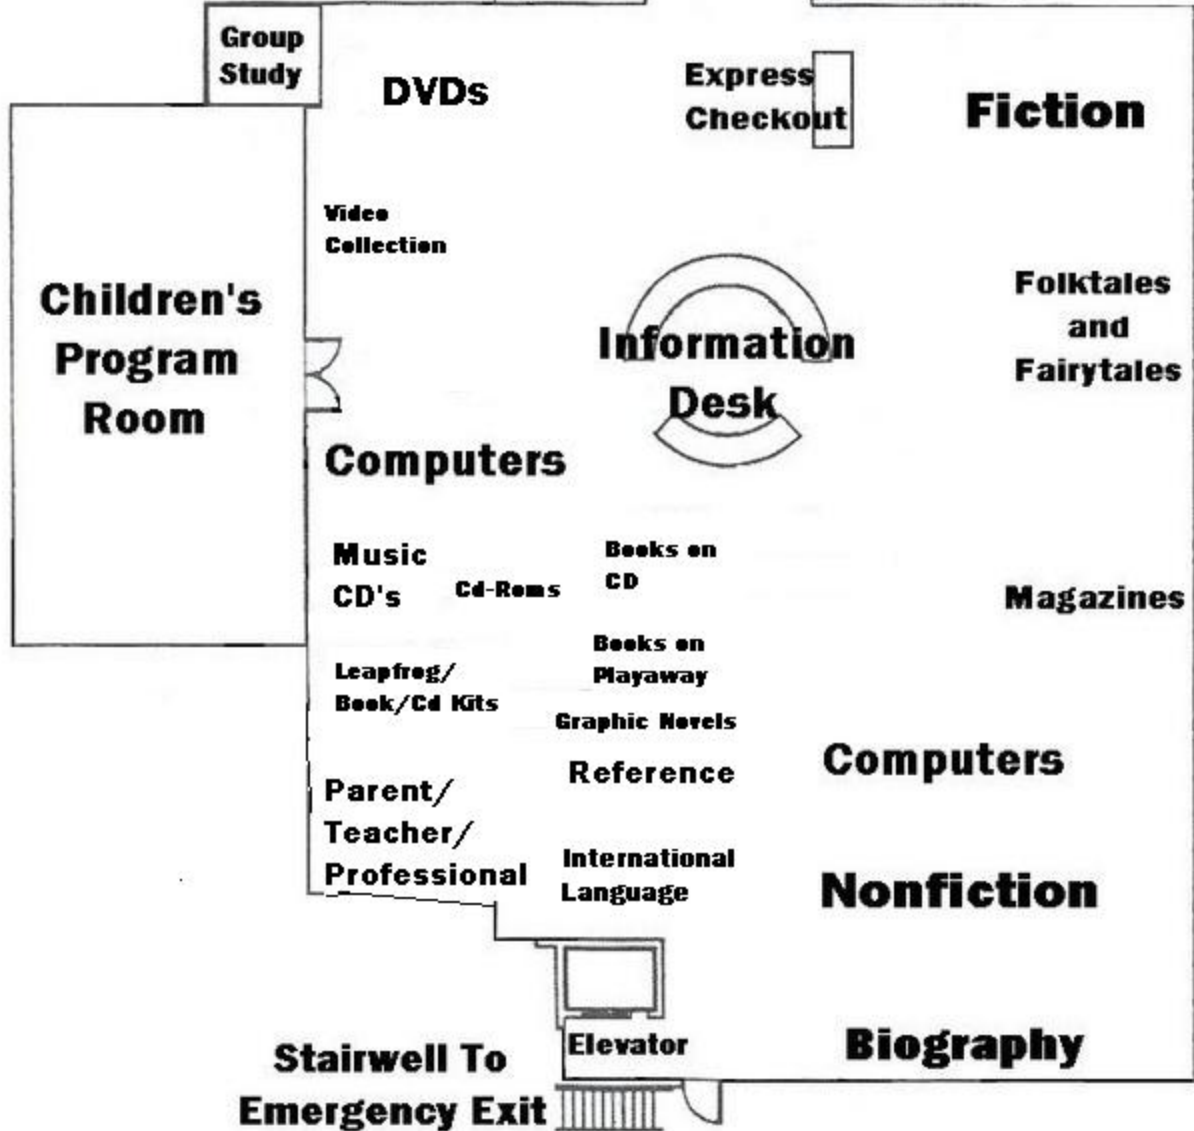 Group
Study
DVDs
Express
Checkout
Fiction
Video
Collection
Children's
Program
Room
Information
Desk
Folktales
and
Fairytales
Computers
Music
CD's
Cd-Roms
Books on
CD
Magazines
Books on
Playaway
Leapfrog/
Book/Cd Kits
Graphic Novels
Reference
Computers
Parent/
Teacher/
Professional
International
Language
Nonfiction
Elevator
Biography
Stairwell To
Emergency Exit